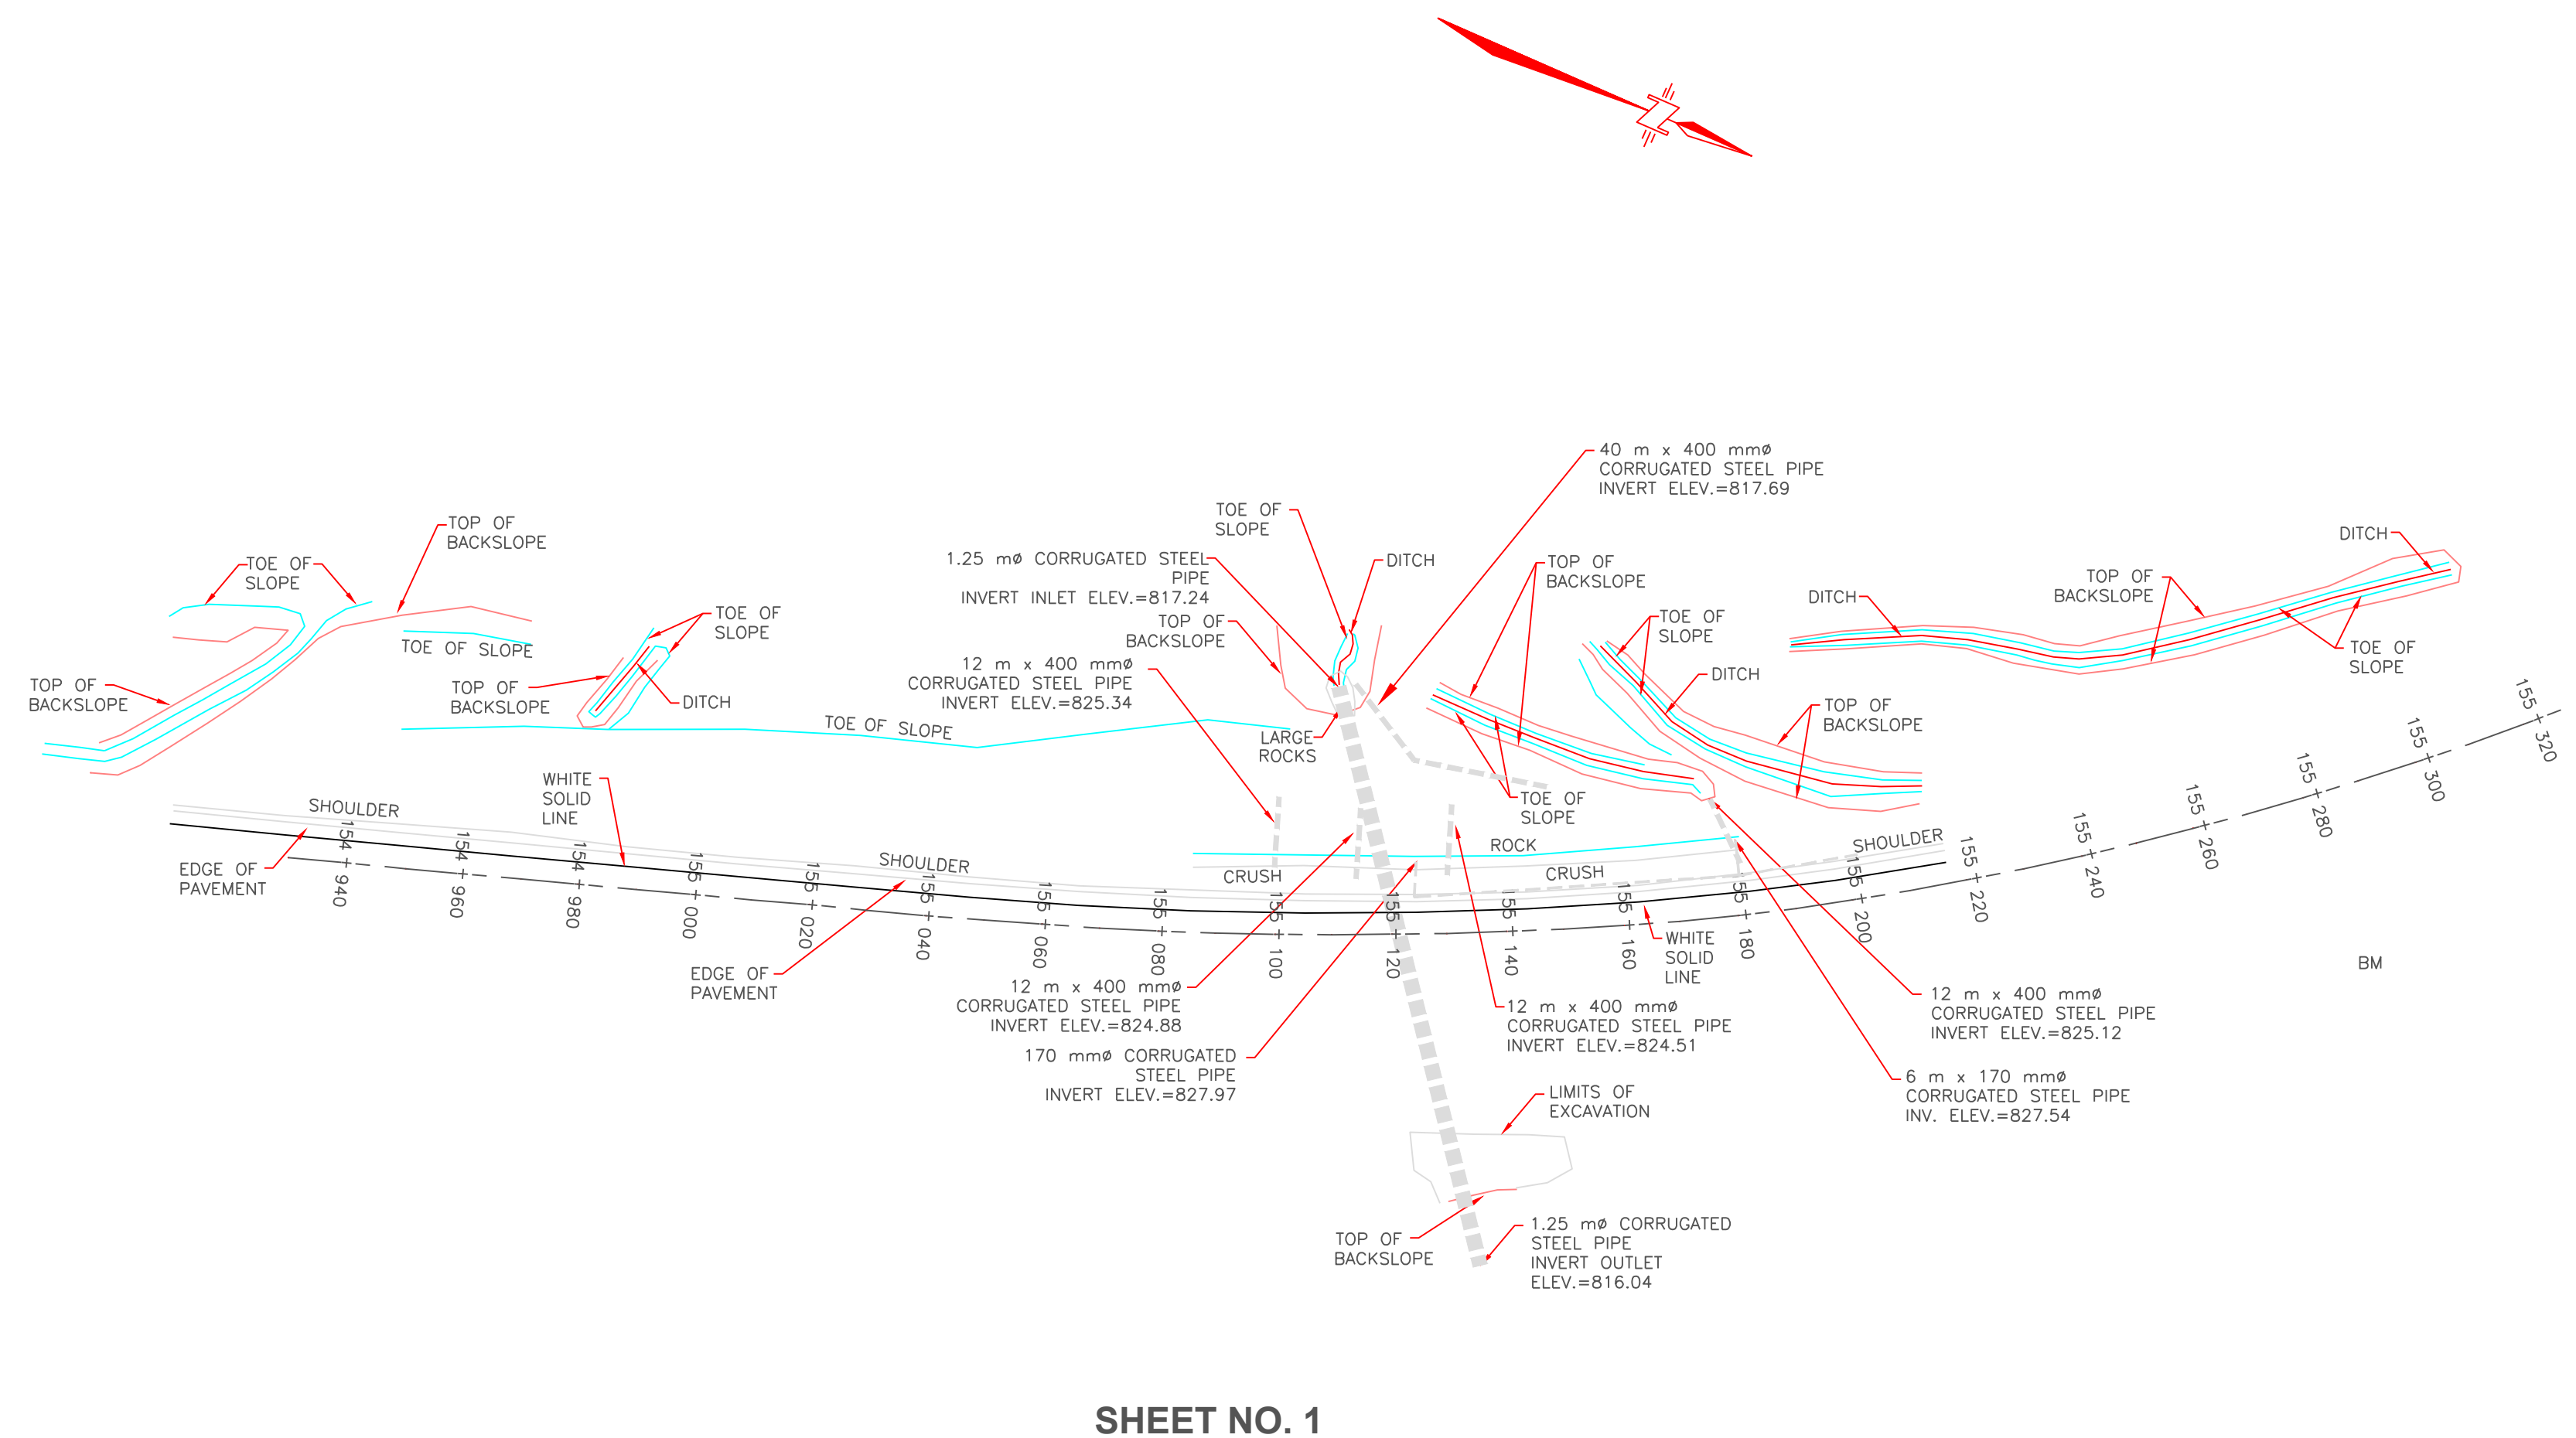 Z
40 m x 400 mmø
CORRUGATED STEEL PIPE
INVERT ELEV.=817.69
TOE OF
SLOPE
TOP OF
BACKSLOPE
DITCH
1.25 mø CORRUGATED STEEL
PIPE
INVERT INLET ELEV.=817.24
DITCH
TOP OF
BACKSLOPE
TOE OF
SLOPE
TOP OF
BACKSLOPE
DITCH
TOE OF
SLOPE
TOE OF
SLOPE
TOP OF
BACKSLOPE
TOE OF
SLOPE
TOE OF SLOPE
12 m x 400 mmø
CORRUGATED STEEL PIPE
INVERT ELEV.=825.34
DITCH
TOP OF
BACKSLOPE
TOP OF
BACKSLOPE
DITCH
TOP OF
BACKSLOPE
TOE OF SLOPE
LARGE
ROCKS
WHITE
SOLID
LINE
TOE OF
SLOPE
SHOULDER
ROCK
SHOULDER
EDGE OF
PAVEMENT
SHOULDER
CRUSH
CRUSH
154+940
154+960
154+980
155+000
155+020
155+040
155+060
155+080
155+100
155+120
155+140
155+160
155+180
155+200
155+220
155+240
155+260
155+280
155+300
155+320
WHITE
SOLID
LINE
BM
EDGE OF
PAVEMENT
12 m x 400 mmø
CORRUGATED STEEL PIPE
INVERT ELEV.=824.88
12 m x 400 mmø
CORRUGATED STEEL PIPE
INVERT ELEV.=824.51
12 m x 400 mmø
CORRUGATED STEEL PIPE
INVERT ELEV.=825.12
170 mmø CORRUGATED
STEEL PIPE
INVERT ELEV.=827.97
6 m x 170 mmø
CORRUGATED STEEL PIPE
INV. ELEV.=827.54
LIMITS OF
EXCAVATION
TOP OF
BACKSLOPE
1.25 mø CORRUGATED
STEEL PIPE
INVERT OUTLET
ELEV.=816.04
SHEET NO. 1